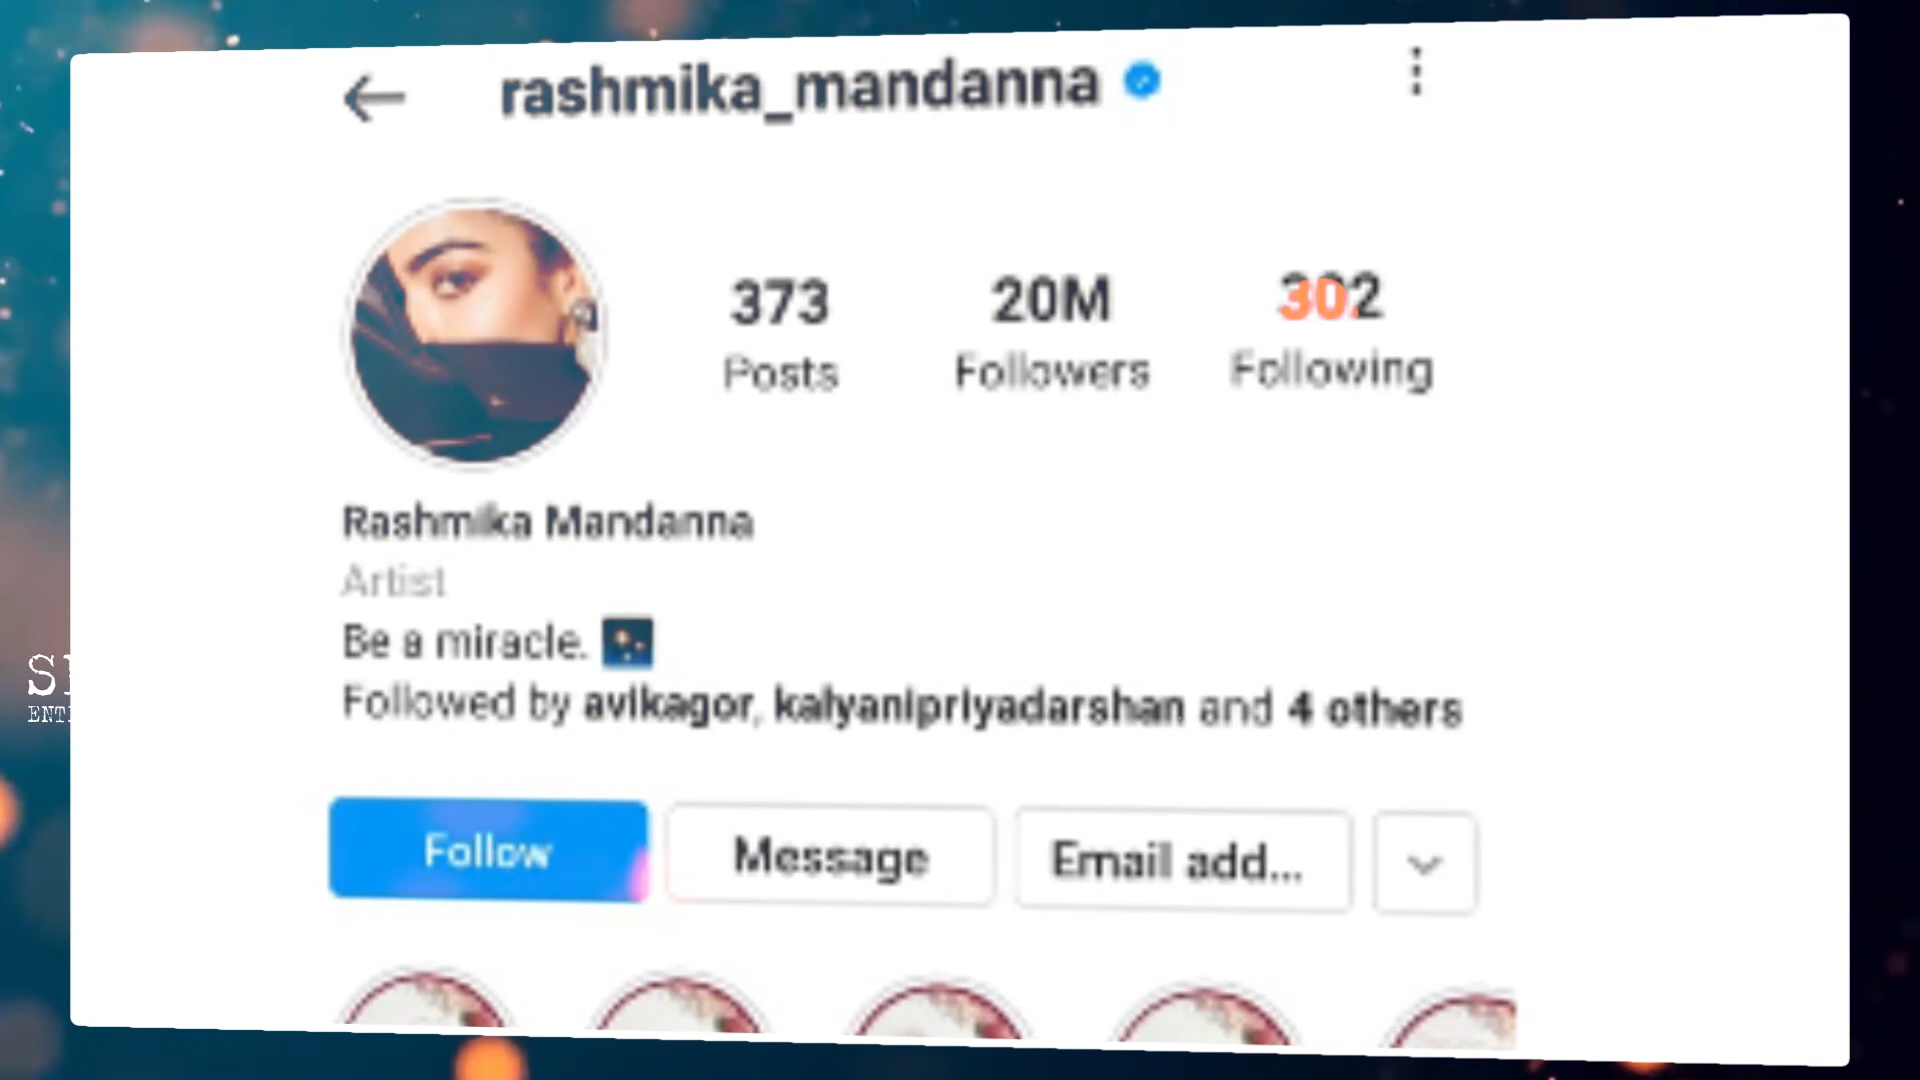 rashmika_mandanna
373
20M
302
Posts
Followers
Following
Rashmika Mandanna
Artist
Be a miracle.
Followed by avikagor, kalyanipriyadarshan and 4 others
Follow
Message
Email add...